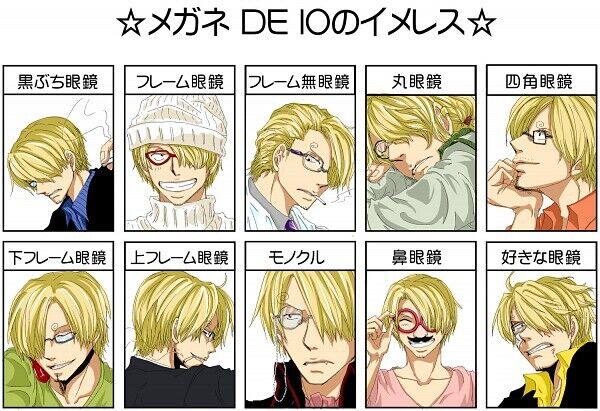 ☆メガネ DE 10のイメレス☆
黒ぶち眼鏡
フレーム眼鏡
フレーム無眼鏡
丸眼鏡
四角眼鏡
下フレーム眼鏡
上フレーム眼鏡
モノクル
鼻眼鏡
好きな眼鏡